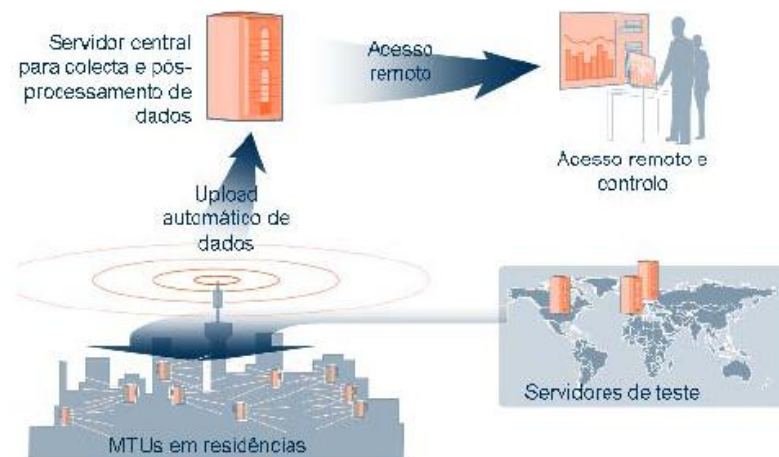 Servidor central
para colecta e pós-
processamento de
dados
Acesso
remoto
Acesso remoto e
controlo
Upload
automático de
dados
Servidores de teste
MTUs em residências